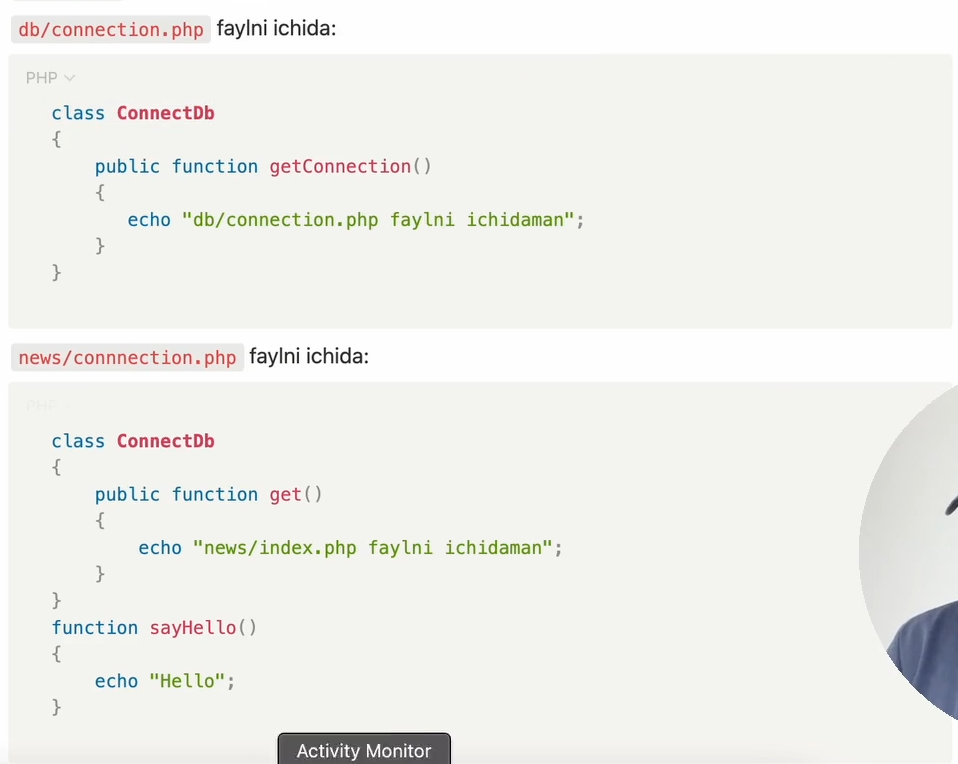 db/connection.php faylni ichida:
PHP
class ConnectDb
{
    public function getConnection()
    {
       echo "db/connection.php faylni ichidaman";
    }
}
news/connnection.php faylni ichida:
PHP
class ConnectDb
{
    public function get()
    {
        echo "news/index.php faylni ichidaman";
    }
}
function sayHello()
{
    echo "Hello";
}
Activity Monitor